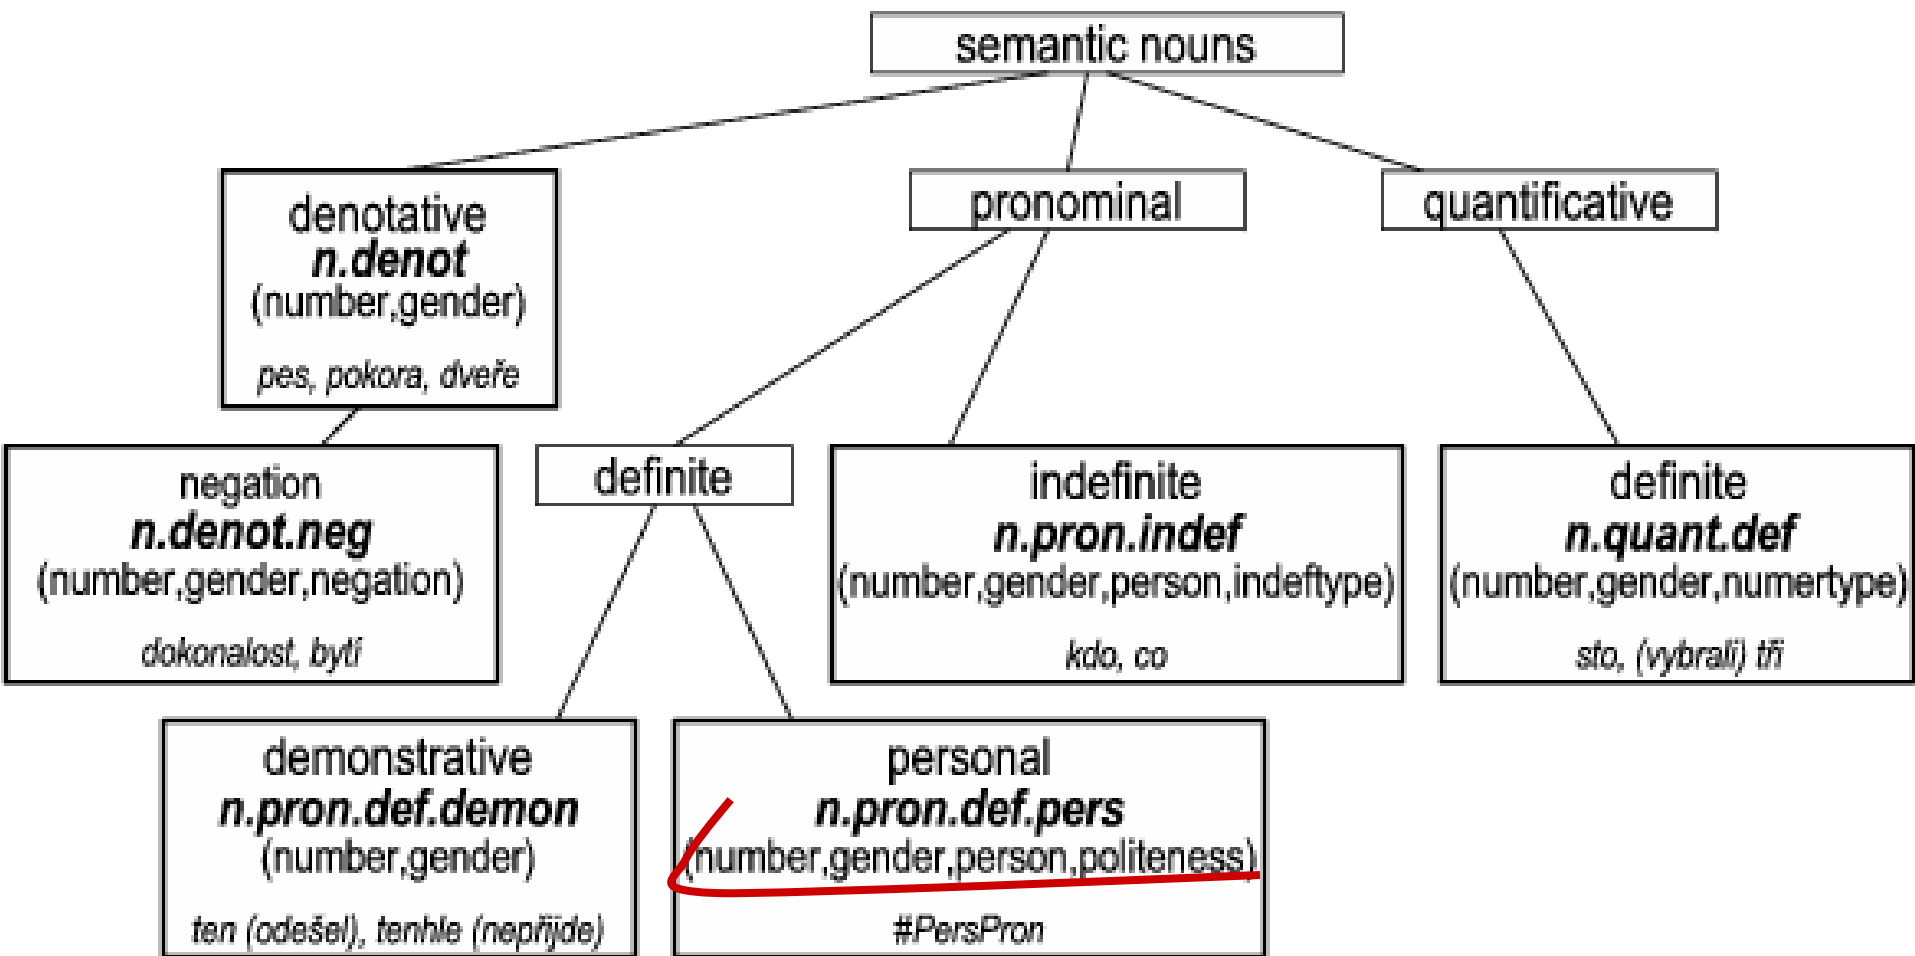 semantic nouns
denotative
n.denot
(number,gender)
pes, pokora, dveře
pronominal
quantificative
negation
n.denot.neg
(number,gender,negation)
dokonalost, bytí
definite
indefinite
n.pron.indef
(number,gender,person,indeftype)
kdo, co
definite
n.quant.def
(number,gender,numertype)
sto, (vybrali) tři
demonstrative
n.pron.def.demon
(number,gender)
ten (odešel), tenhle (nepřijde)
personal
n.pron.def.pers
(number,gender,person,politeness)
#PersPron